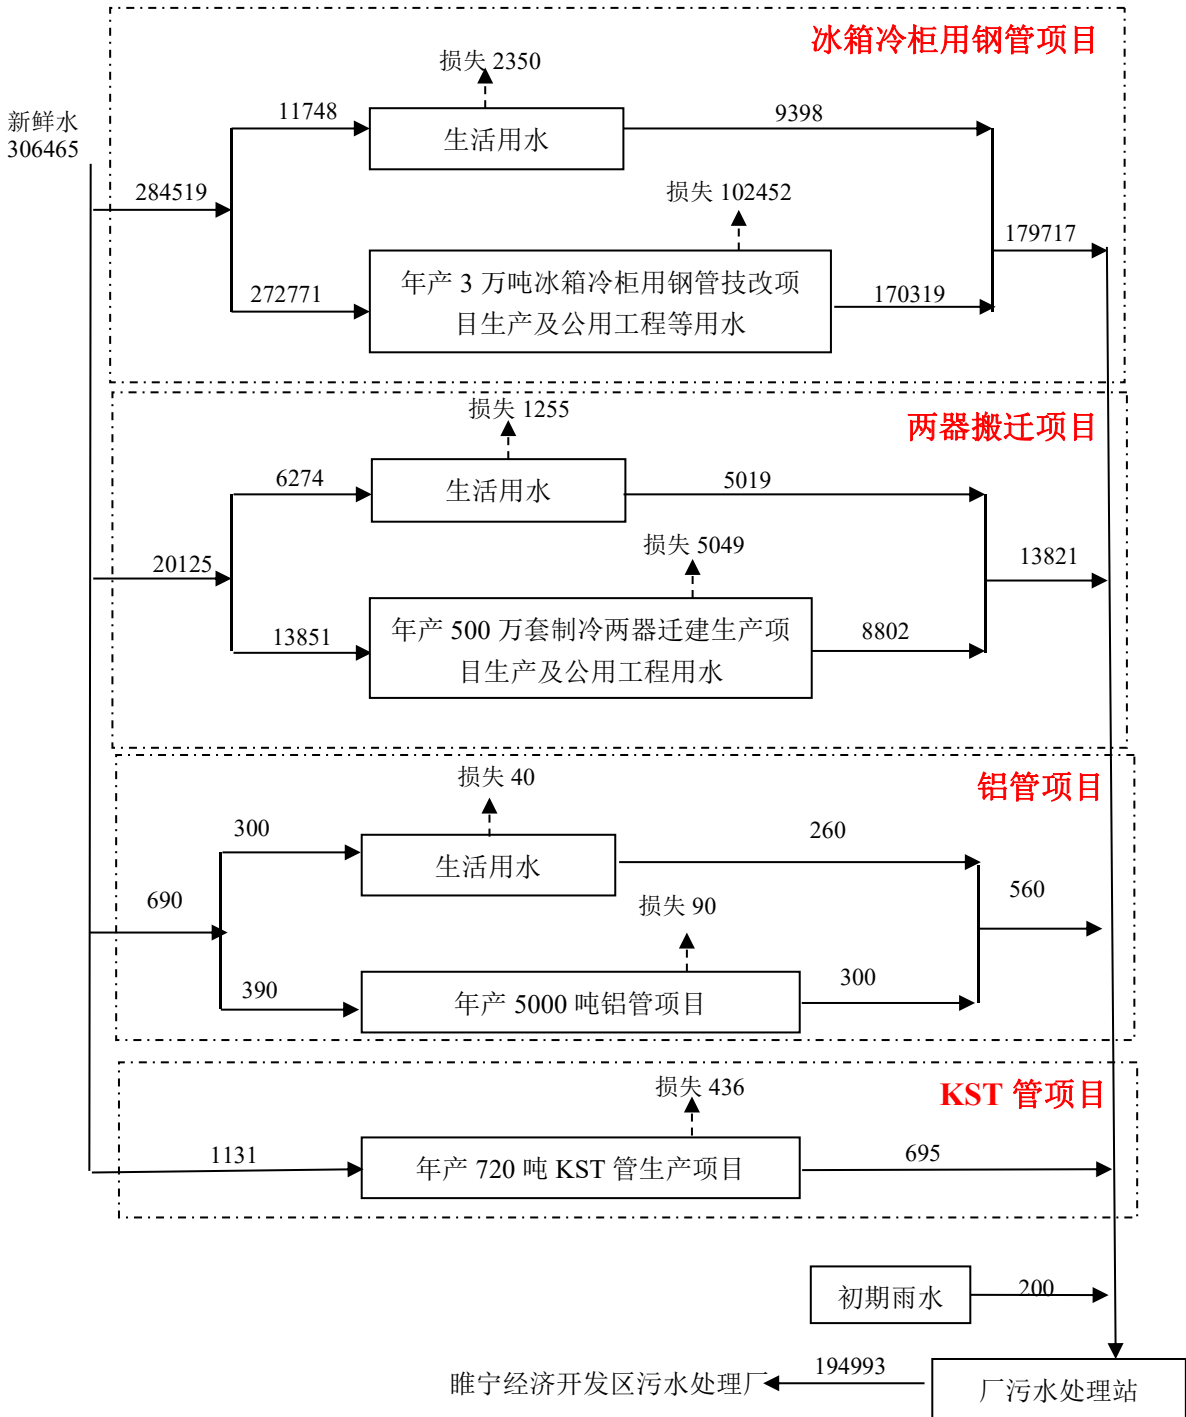 冰箱冷柜用钢管项目
损失 2350
新鲜水
306465
11748
生活用水
9398
284519
损失 102452
179717
272771
年产 3 万吨冰箱冷柜用钢管技改项
目生产及公用工程等用水
170319
损失 1255
两器搬迁项目
6274
生活用水
5019
20125
损失 5049
13821
13851
年产 500 万套制冷两器迁建生产项
目生产及公用工程用水
8802
损失 40
铝管项目
300
生活用水
260
690
损失 90
560
390
年产 5000 吨铝管项目
300
损失 436
KST 管项目
1131
年产 720 吨 KST 管生产项目
695
初期雨水
200
睢宁经济开发区污水处理厂
194993
厂污水处理站